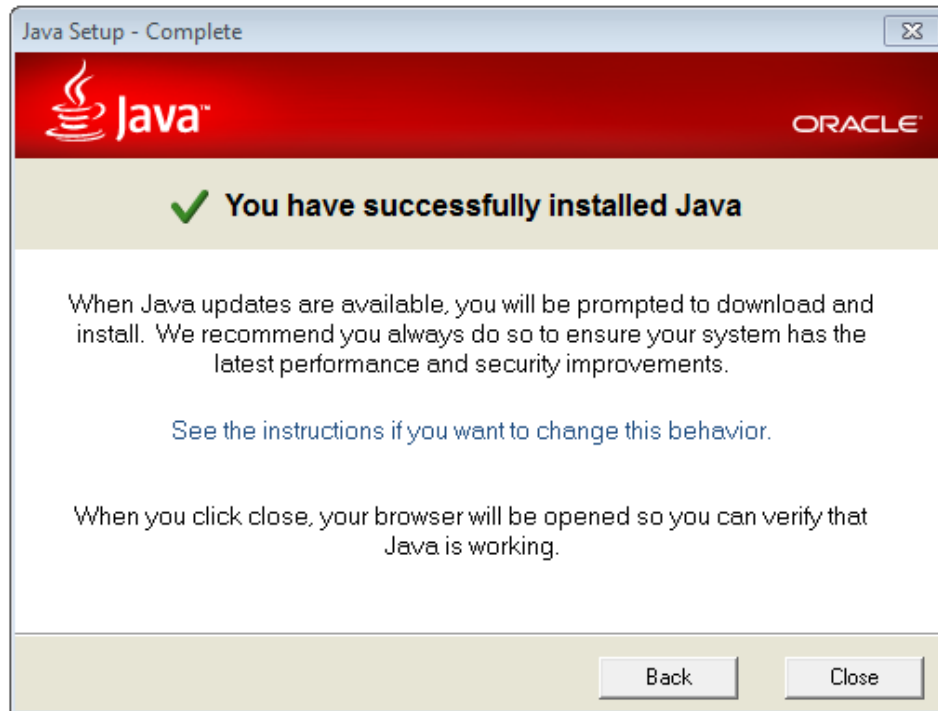 Java Setup - Complete
Java™
ORACLE
You have successfully installed Java
When Java updates are available, you will be prompted to download and
install. We recommend you always do so to ensure your system has the
latest performance and security improvements.
See the instructions if you want to change this behavior.
When you click close, your browser will be opened so you can verify that
Java is working.
Back
Close